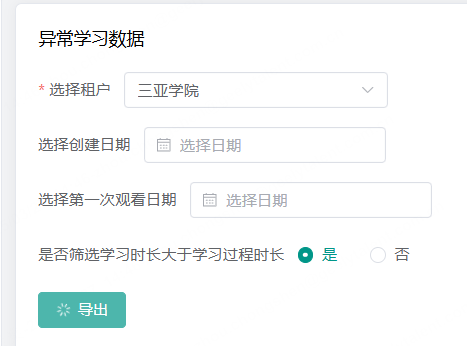 异常学习数据
* 选择租户 三亚学院
选择创建日期 选择日期
选择第一次观看日期 选择日期
是否筛选学习时长大于学习过程时长 是 否
导出